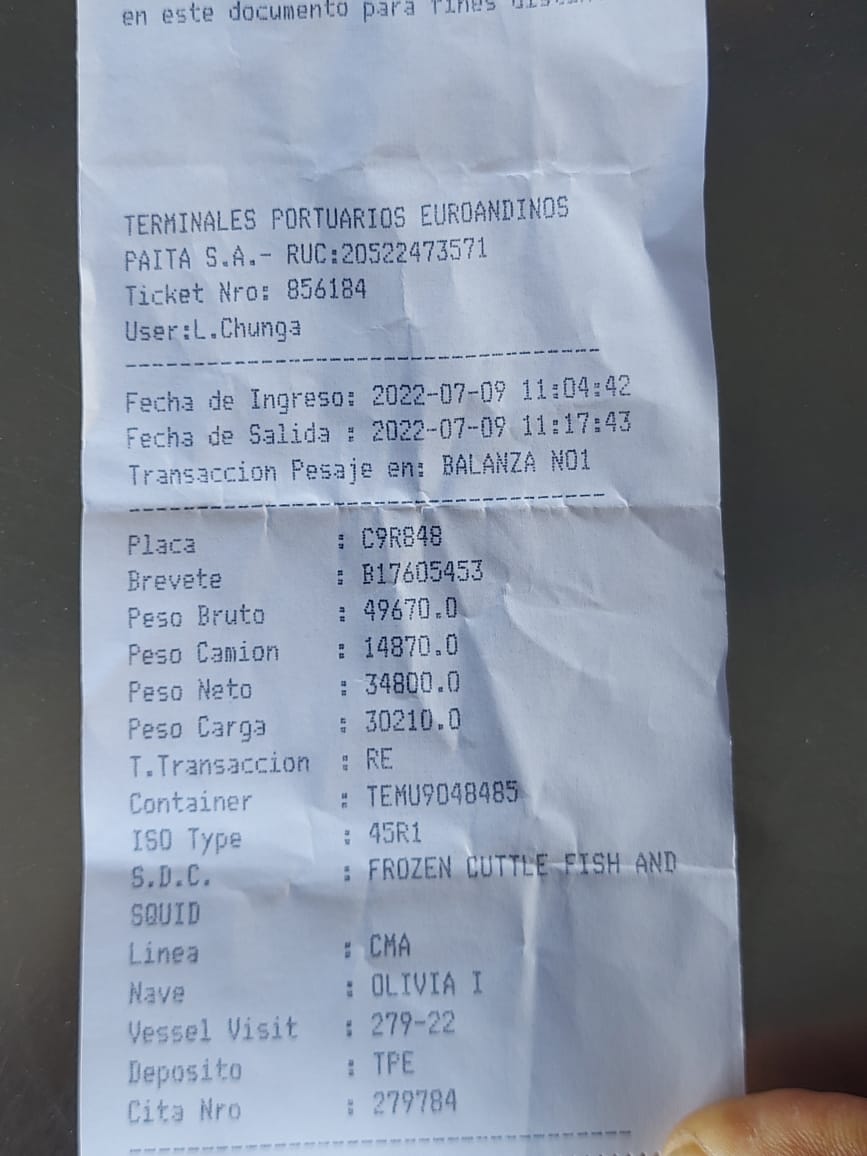 en este documento para fines
TERMINALES PORTUARIOS EUROANDINOS
PAITA S.A.- RUC:20522473571
Ticket Nro: 856184
User:L.Chunga
Fecha de Ingreso: 2022-07-09 11:04:42
Fecha de Salida : 2022-07-09 11:17:43
Transaccion Pesaje en: BALANZA NO1
Placa : C9R848
Brevete : B17605453
Peso Bruto : 49670.0
Peso Camion : 14870.0
Peso Neto : 34800.0
Peso Carga : 30210.0
T.Transaccion : RE
Container : TEMU9048485
ISO Type : 45R1
S.D.C. : FROZEN CUTTLE FISH AND
SQUID
Linea : CMA
Nave : OLIVIA I
Vessel Visit : 279-22
Deposito : TPE
Cita Nro : 279784